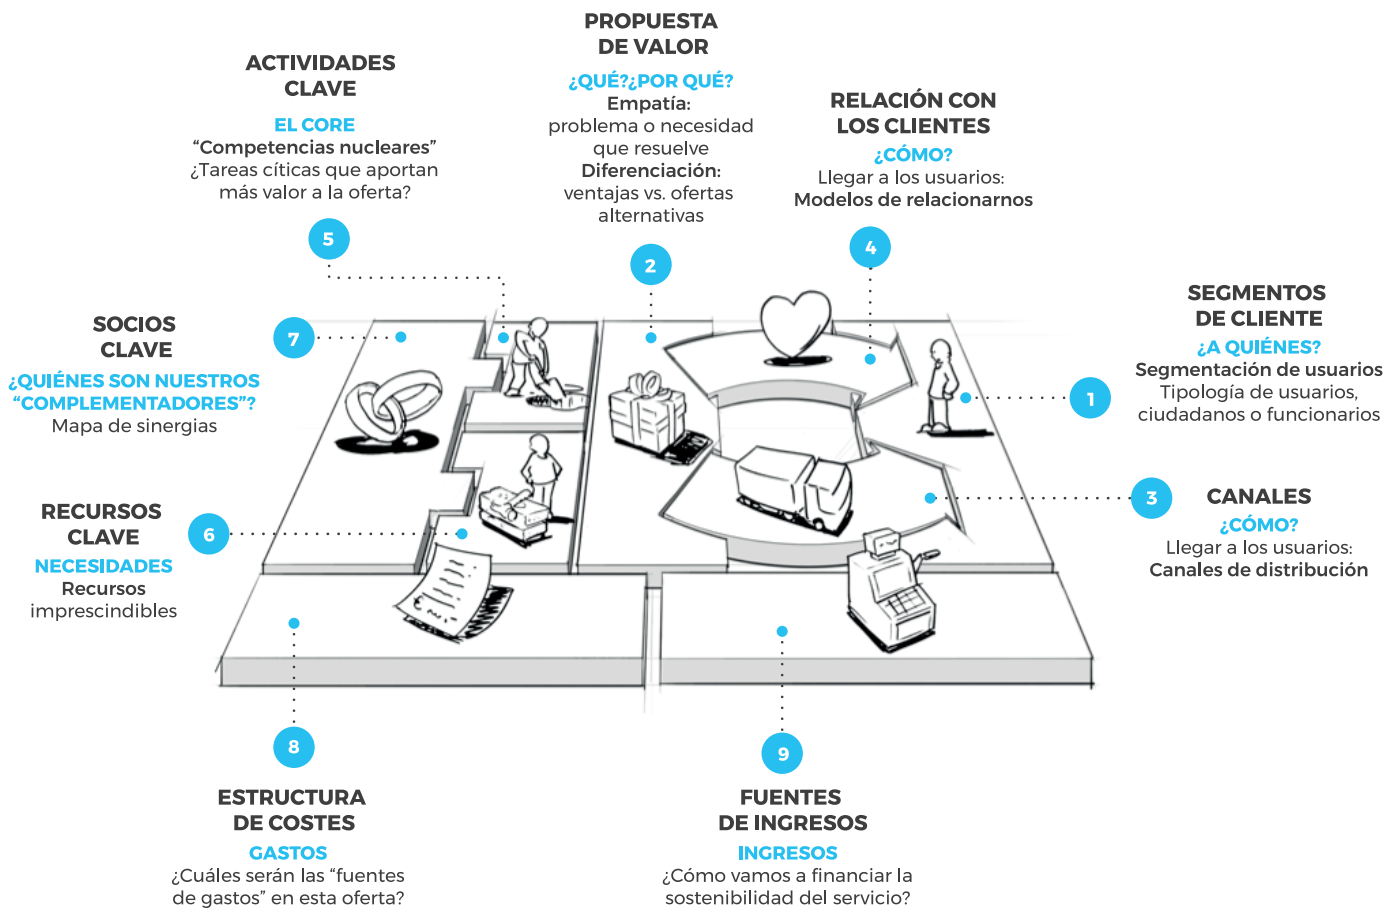 PROPUESTA
DE VALOR
¿QUÉ?¿POR QUÉ?
Empatía:
problema o necesidad
que resuelve
Diferenciación:
ventajas vs. ofertas
alternativas
2
ACTIVIDADES
CLAVE
EL CORE
“Competencias nucleares”
¿Tareas cíticas que aportan
más valor a la oferta?
5
RELACIÓN CON
LOS CLIENTES
¿CÓMO?
Llegar a los usuarios:
Modelos de relacionarnos
4
SOCIOS
CLAVE
¿QUIÉNES SON NUESTROS
“COMPLEMENTADORES”?
Mapa de sinergias
7
SEGMENTOS
DE CLIENTE
¿A QUIÉNES?
Segmentación de usuarios
Tipología de usuarios,
ciudadanos o funcionarios
1
RECURSOS
CLAVE
NECESIDADES
Recursos
imprescindibles
6
€
3
CANALES
¿CÓMO?
Llegar a los usuarios:
Canales de distribución
8
ESTRUCTURA
DE COSTES
GASTOS
¿Cuáles serán las “fuentes
de gastos” en esta oferta?
9
FUENTES
DE INGRESOS
INGRESOS
¿Cómo vamos a financiar la
sostenibilidad del servicio?